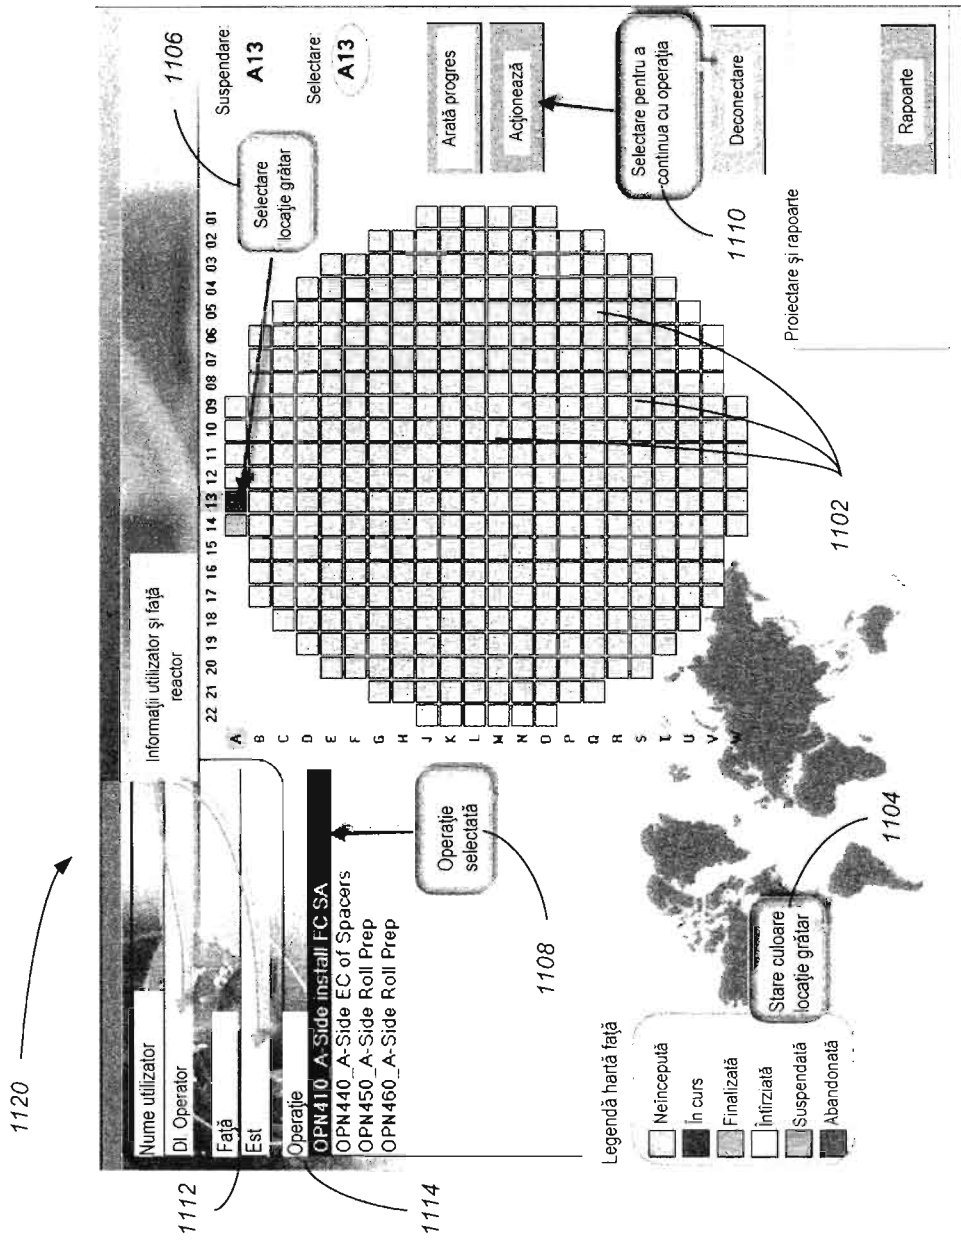 1120
Nume utilizator
DI. Operator
Informații utilizator și față
reactor
Față
Est
1112
Operație
1114
OPN410_A-Side install FC SA
OPN440_A-Side EC of Spacers
OPN450_A-Side Roll Prep
OPN460_A-Side Roll Prep
Operație
selectată
1108
22 21 20 19 18 17 16 15 14 13 12 11 10 09 08 07 06 05 04 03 02 01
A
B
C
D
E
F
G
H
J
K
L
M
N
O
P
Q
R
S
T
U
V
W
Selectare
locație grătar
1106
Suspendare:
A13
Selectare:
A13
Arată progres
Acționează
Selectare pentru a
continua cu operația
1110
Deconectare
Proiectare și rapoarte
Rapoarte
1102
Legendă hartă față
Neîncepută
În curs
Finalizată
Întîrziată
Suspendată
Abandonată
Stare culoare
locație grătar
1104